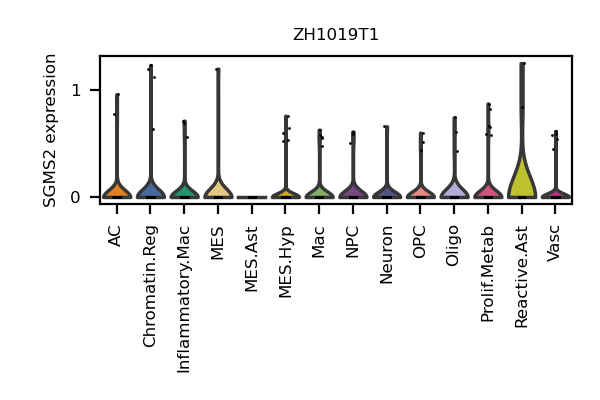 ZH1019T1
SGMS2 expression
1
0
AC
Chromatin.Reg
Inflammatory.Mac
MES
MES.Ast
MES.Hyp
Mac
NPC
Neuron
OPC
Oligo
Prolif.Metab
Reactive.Ast
Vasc